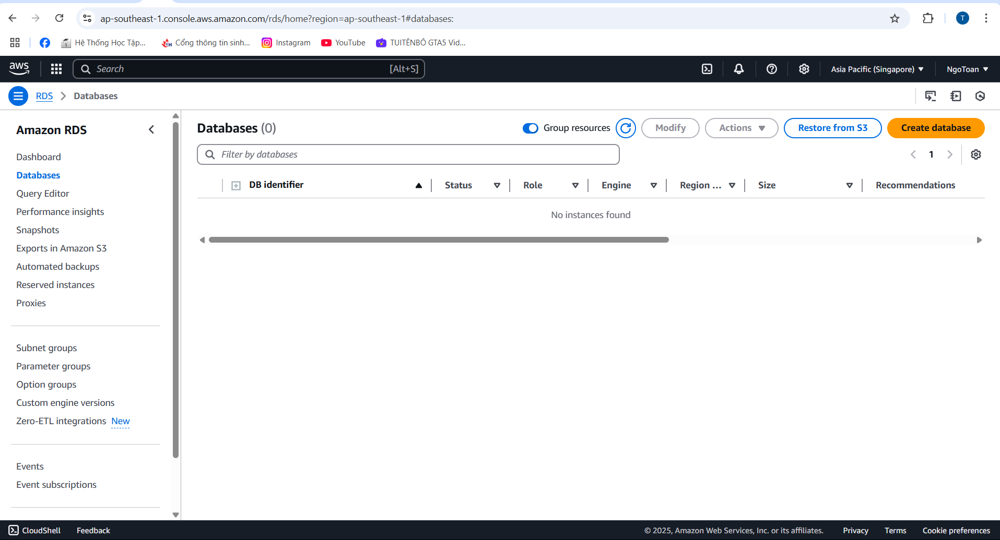 ap-southeast-1.console.aws.amazon.com/rds/home?region=ap-southeast-1#databases:
T
Hệ Thống Học Tập...
Cổng thông tin sinh...
Instagram
YouTube
TUITÊNBÔ GTA5 Vid...
aws
Search
[Alt+S]
Asia Pacific (Singapore)
NgoToan
RDS
Databases
Amazon RDS
Dashboard
Databases
Query Editor
Performance insights
Snapshots
Exports in Amazon S3
Automated backups
Reserved instances
Proxies
Subnet groups
Parameter groups
Option groups
Custom engine versions
Zero-ETL integrations New
Events
Event subscriptions
Databases (0)
Group resources
Modify
Actions
Restore from S3
Create database
Filter by databases
1
DB identifier
Status
Role
Engine
Region ...
Size
Recommendations
No instances found
CloudShell
Feedback
© 2025, Amazon Web Services, Inc. or its affiliates.
Privacy
Terms
Cookie preferences